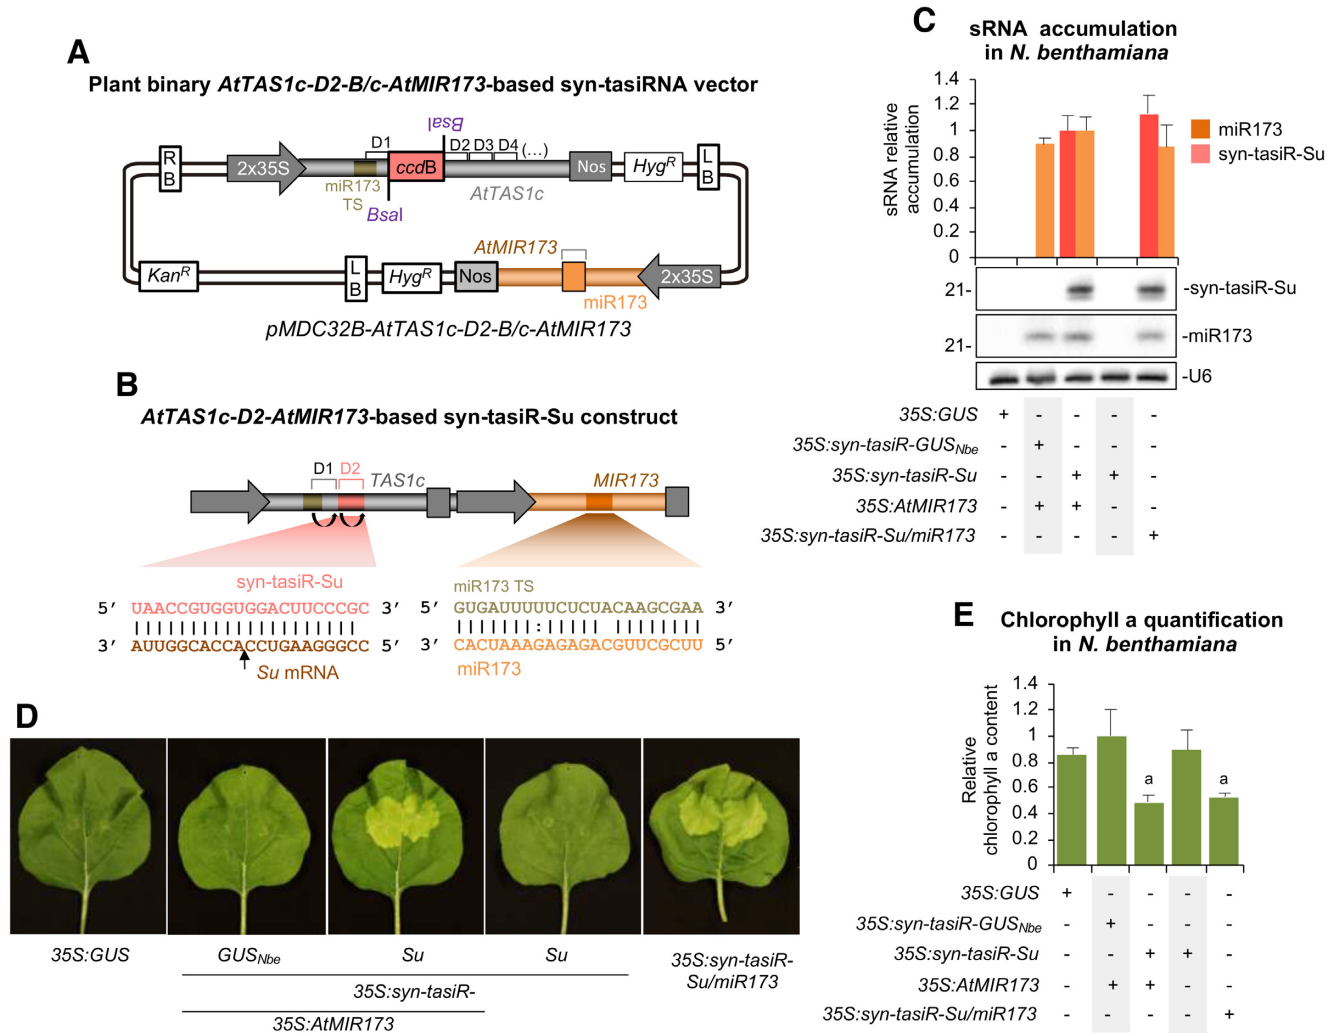 A
Plant binary AtTAS1c-D2-B/c-AtMIR173-based syn-tasiRNA vector
BsaI
D1
D2 D3 D4 (...)
R
B
2x35S
ccdB
Nos
HygR
L
B
miR173
TS
BsaI
AtTAS1c
AtMIR173
KanR
L
B
HygR
Nos
2x35S
miR173
pMDC32B-AtTAS1c-D2-B/c-AtMIR173
B
AtTAS1c-D2-AtMIR173-based syn-tasiR-Su construct
D1 D2 TAS1c
MIR173
syn-tasiR-Su
5’ UAACCGUGGUGGACUUCCCGC 3’
3’ AUUGGCACCACCUGAAGGGCC 5’
Su mRNA
miR173 TS
5’ GUGAUUUUUCUCUACAAGCGAA 3’
3’ CACUAAAGAGAGACGUUCGCUU 5’
miR173
C
sRNA accumulation
in N. benthamiana
sRNA relative
accumulation
1.4
1.2
1
0.8
0.6
0.4
0.2
0
miR173
syn-tasiR-Su
21-
-syn-tasiR-Su
21-
-miR173
-U6
35S:GUS + - - - -
35S:syn-tasiR-GUSNbe - + - - -
35S:syn-tasiR-Su - - + + -
35S:AtMIR173 - + + - -
35S:syn-tasiR-Su/miR173 - - - - +
D
35S:GUS
GUSNbe
Su
Su
35S:syn-tasiR-
Su/miR173
35S:syn-tasiR-
35S:AtMIR173
E
Chlorophyll a quantification
in N. benthamiana
Relative
chlorophyll a content
1.4
1.2
1
0.8
0.6
0.4
0.2
0
a
a
35S:GUS + - - - -
35S:syn-tasiR-GUSNbe - + - - -
35S:syn-tasiR-Su - - + + -
35S:AtMIR173 - + + - -
35S:syn-tasiR-Su/miR173 - - - - +